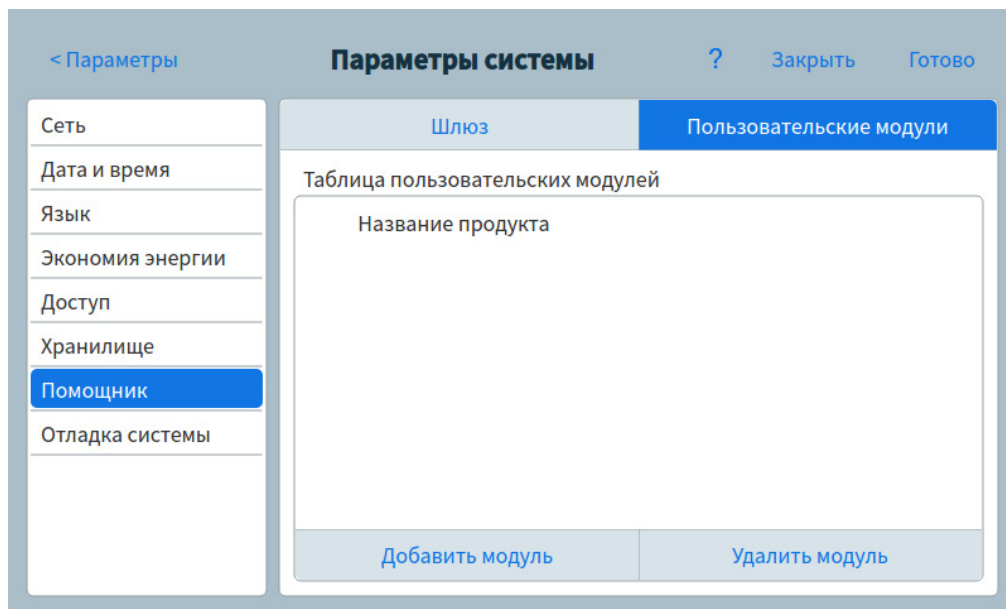 < Параметры
Параметры системы
?
Закрыть
Готово
Сеть
Дата и время
Язык
Экономия энергии
Доступ
Хранилище
Помощник
Отладка системы
Шлюз
Пользовательские модули
Таблица пользовательских модулей
Название продукта
Добавить модуль
Удалить модуль